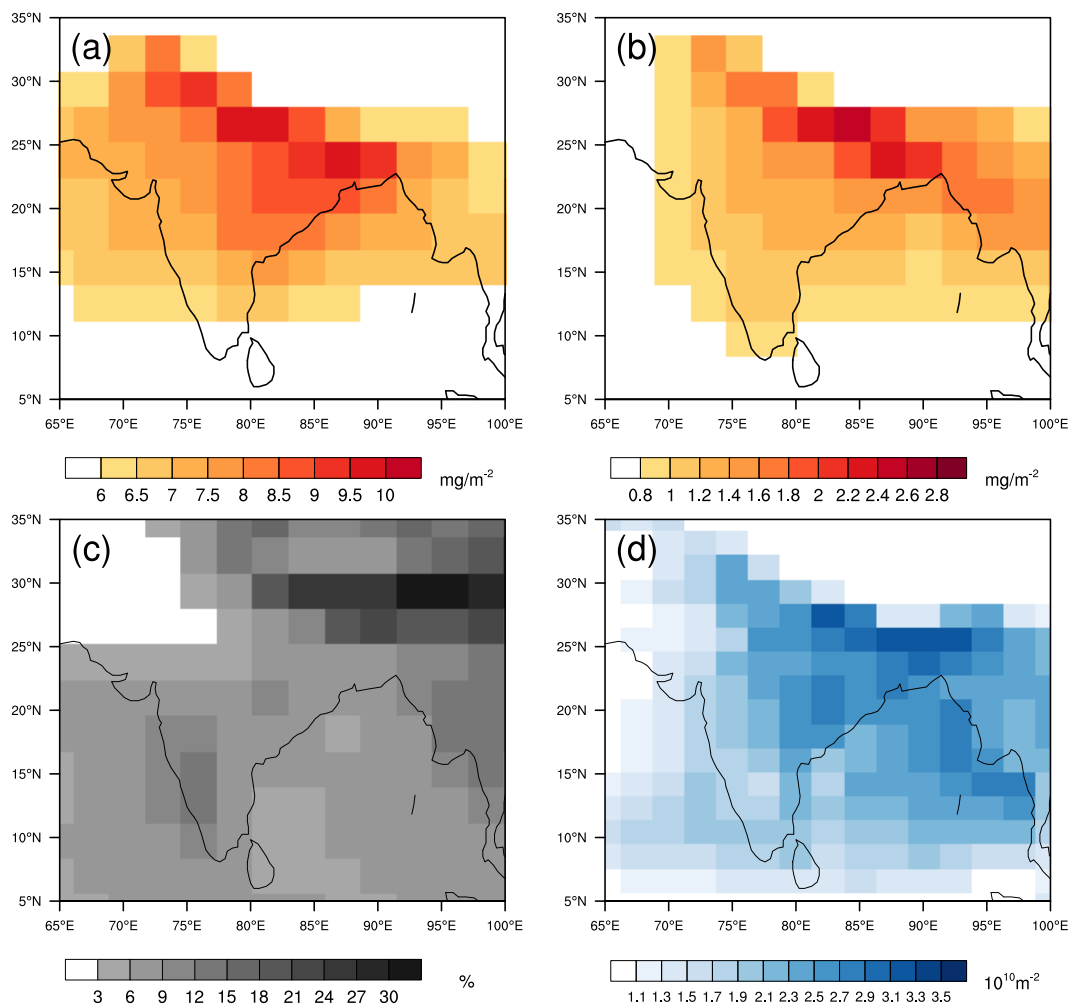 35°N
30°N
25°N
20°N
15°N
10°N
5°N
(a)
65°E 70°E 75°E 80°E 85°E 90°E 95°E 100°E
6 6.5 7 7.5 8 8.5 9 9.5 10
mg/m⁻²
35°N
30°N
25°N
20°N
15°N
10°N
5°N
(b)
65°E 70°E 75°E 80°E 85°E 90°E 95°E 100°E
0.8 1 1.2 1.4 1.6 1.8 2 2.2 2.4 2.6 2.8
mg/m⁻²
35°N
30°N
25°N
20°N
15°N
10°N
5°N
(c)
65°E 70°E 75°E 80°E 85°E 90°E 95°E 100°E
3 6 9 12 15 18 21 24 27 30
%
35°N
30°N
25°N
20°N
15°N
10°N
5°N
(d)
65°E 70°E 75°E 80°E 85°E 90°E 95°E 100°E
1.1 1.3 1.5 1.7 1.9 2.1 2.3 2.5 2.7 2.9 3.1 3.3 3.5
10¹⁰m⁻²